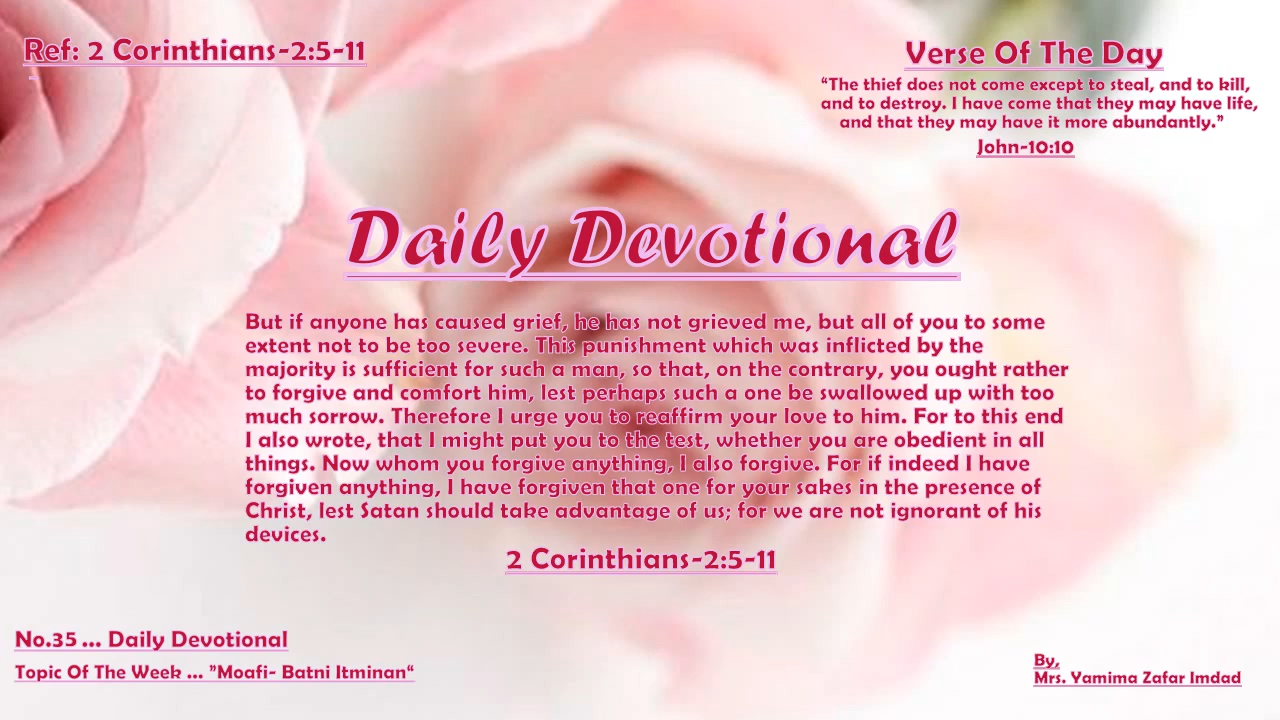 Ref: 2 Corinthians-2:5-11
Verse Of The Day
“The thief does not come except to steal, and to kill,
and to destroy. I have come that they may have life,
and that they may have it more abundantly.”
John-10:10
Daily Devotional
But if anyone has caused grief, he has not grieved me, but all of you to some
extent not to be too severe. This punishment which was inflicted by the
majority is sufficient for such a man, so that, on the contrary, you ought rather
to forgive and comfort him, lest perhaps such a one be swallowed up with too
much sorrow. Therefore I urge you to reaffirm your love to him. For to this end
I also wrote, that I might put you to the test, whether you are obedient in all
things. Now whom you forgive anything, I also forgive. For if indeed I have
forgiven anything, I have forgiven that one for your sakes in the presence of
Christ, lest Satan should take advantage of us; for we are not ignorant of his
devices.
2 Corinthians-2:5-11
No.35 ... Daily Devotional
Topic Of The Week ... ”Moafi- Batni Itminan“
By,
Mrs. Yamima Zafar Imdad